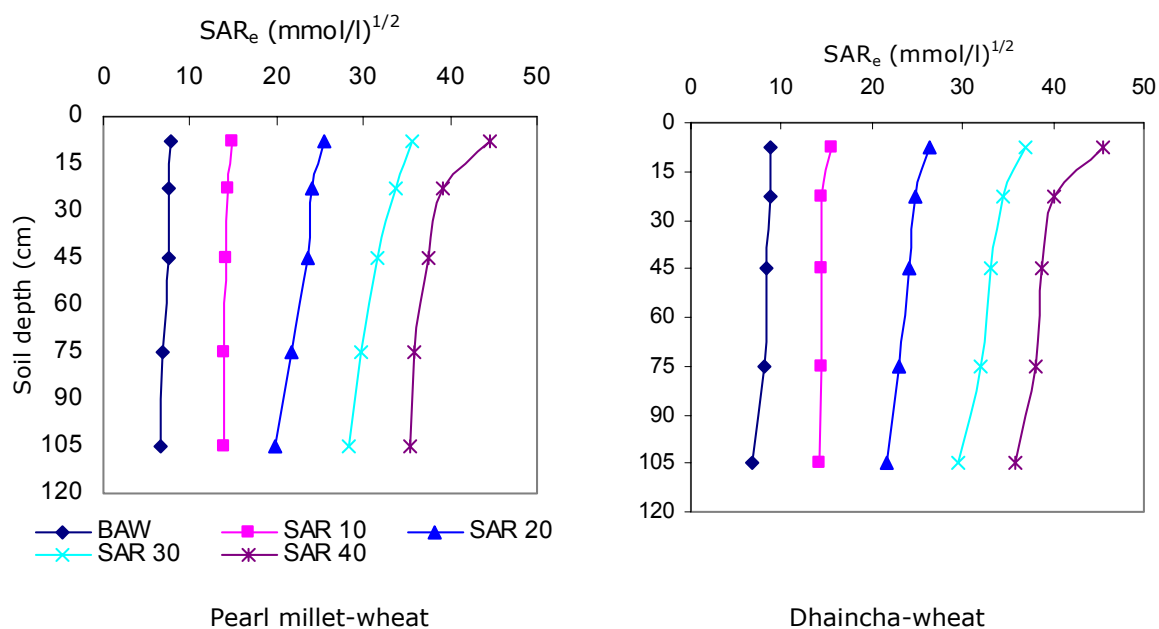 SARe (mmol/l)1/2
0 10 20 30 40 50
0
15
30
45
60
75
90
105
120
Soil depth (cm)
BAW SAR 10 SAR 20
SAR 30 SAR 40
Pearl millet-wheat
SARe (mmol/l)1/2
0 10 20 30 40 50
0
15
30
45
60
75
90
105
120
Dhaincha-wheat